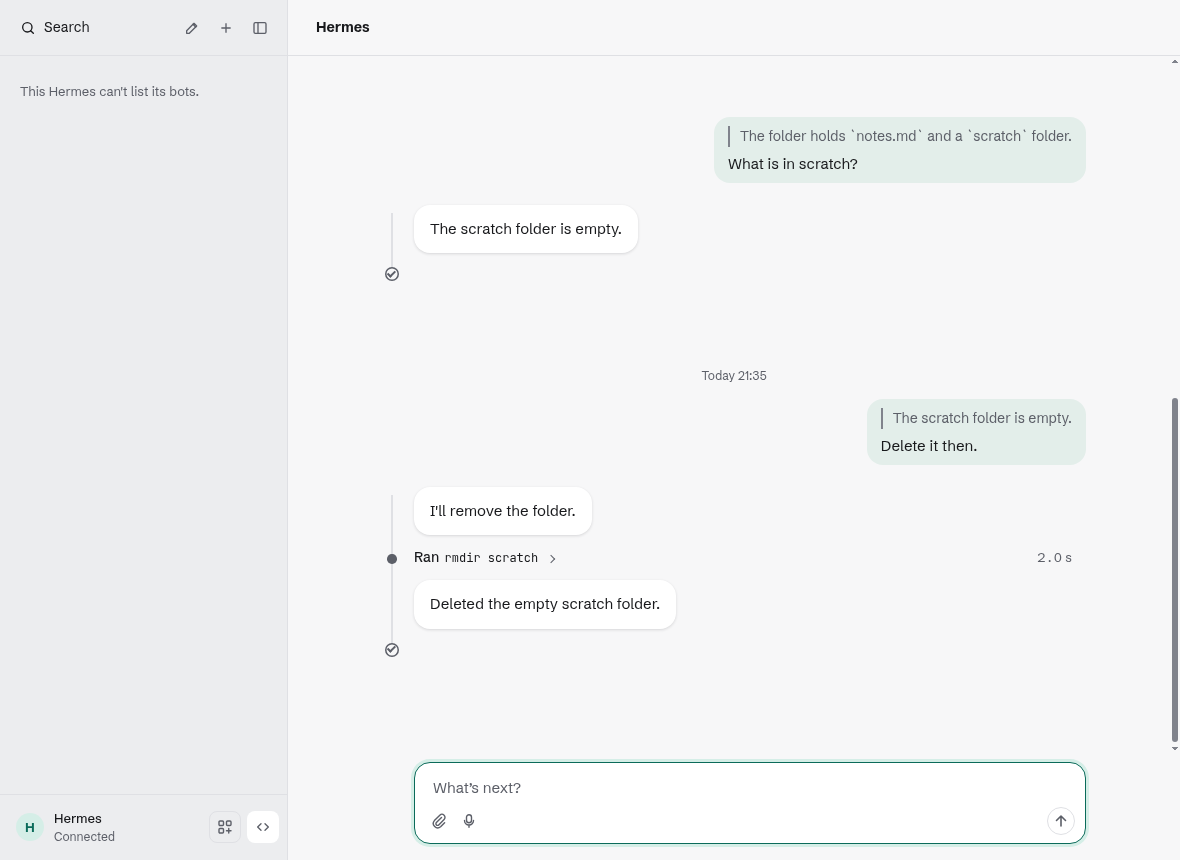 Search
Hermes
This Hermes can't list its bots.
The folder holds `notes.md` and a `scratch` folder.
What is in scratch?
The scratch folder is empty.
Today 21:35
The scratch folder is empty.
Delete it then.
I'll remove the folder.
Ran rmdir scratch
2.0 s
Deleted the empty scratch folder.
What's next?
H
Hermes
Connected